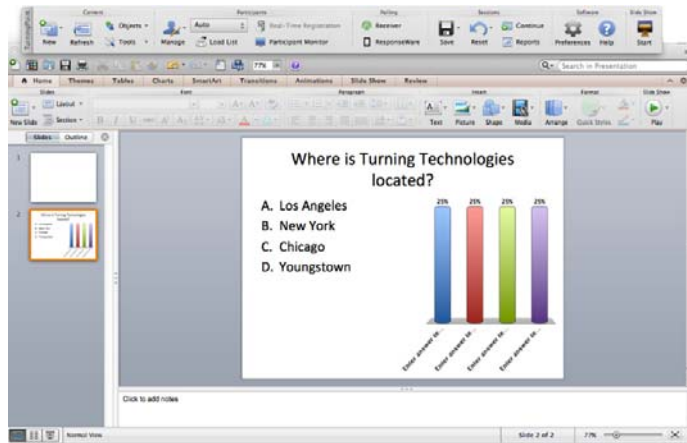 Content Participants Polling Sessions Software Slide Show
TurningPoint
Objects Auto Real-Time Registration Receiver Continue
Tools Load List Participant Monitor ResponseWare Reports
New Refresh Manage Save Reset Preferences Help Start
77%
Search in Presentation
Home Themes Tables Charts SmartArt Transitions Animations Slide Show Review
Slides Font Paragraph Insert Format Slide Show
Layout
Section
New Slide Text Picture Shape Media Arrange Quick Styles Play
Slides Outline
1
2
Where is Turning Technologies
located?
A. Los Angeles
B. New York
C. Chicago
D. Youngstown
25% 25% 25% 25%
Enter answer te...
Enter answer te...
Enter answer te...
Enter answer te...
Click to add notes
Normal View Slide 2 of 2 77%